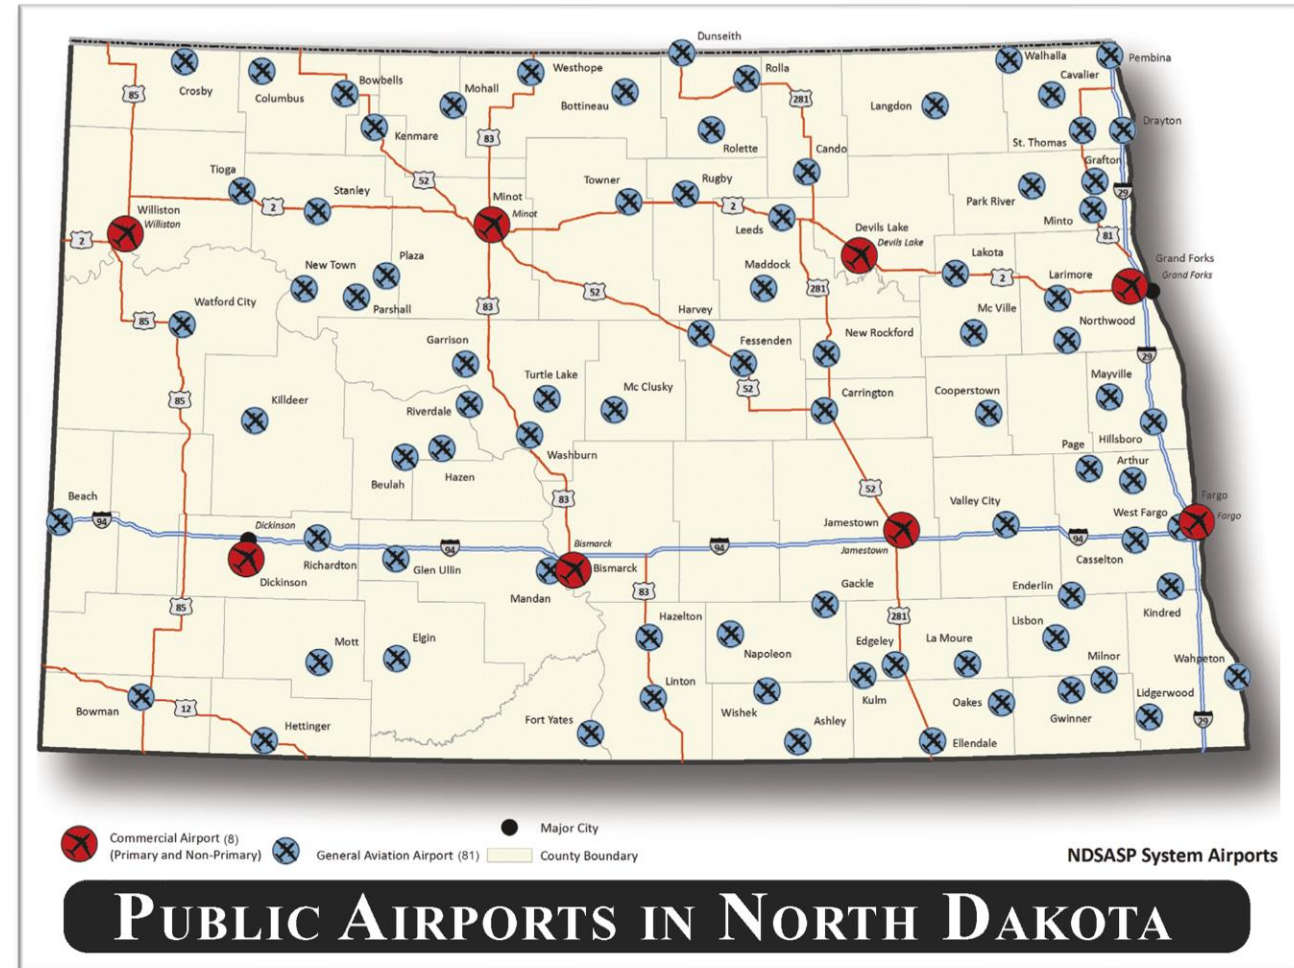 Dunseith
Walhalla
Pembina
Crosby
Columbus
Bowbells
Mohall
Westhope
Bottineau
Rolla
Langdon
Cavalier
85
281
Kenmare
83
Rolette
Cando
St. Thomas
Drayton
Grafton
Tioga
52
Stanley
Minot
Minot
Towner
Rugby
Park River
29
2
2
Leeds
Minto
81
Williston
Williston
2
Devils Lake
Devils Lake
Lakota
Larimore
2
Grand Forks
Grand Forks
New Town
Plaza
Parshall
52
Maddock
281
Mc Ville
Northwood
Watford City
85
83
Harvey
New Rockford
29
Garrison
Fessenden
52
Turtle Lake
Mc Clusky
Carrington
Cooperstown
Mayville
85
Killdeer
Riverdale
Washburn
Hillsboro
Page
Arthur
Beulah
Hazen
83
52
Valley City
Beach
94
Dickinson
Richardton
Dickinson
94
Glen Ullin
Bismarck
Bismarck
Mandan
94
Jamestown
Jamestown
94
West Fargo
Casselton
Fargo
Fargo
85
83
Gackle
281
Enderlin
Kindred
Hazelton
Napoleon
Mott
Elgin
Edgeley
La Moure
Lisbon
Milnor
Wahpeton
Bowman
12
Hettinger
Fort Yates
Linton
Wishek
Ashley
Kulm
Oakes
Gwinner
Lidgerwood
Ellendale
29
Commercial Airport (8)
(Primary and Non-Primary)
General Aviation Airport (81)
Major City
County Boundary
NDSASP System Airports
PUBLIC AIRPORTS IN NORTH DAKOTA